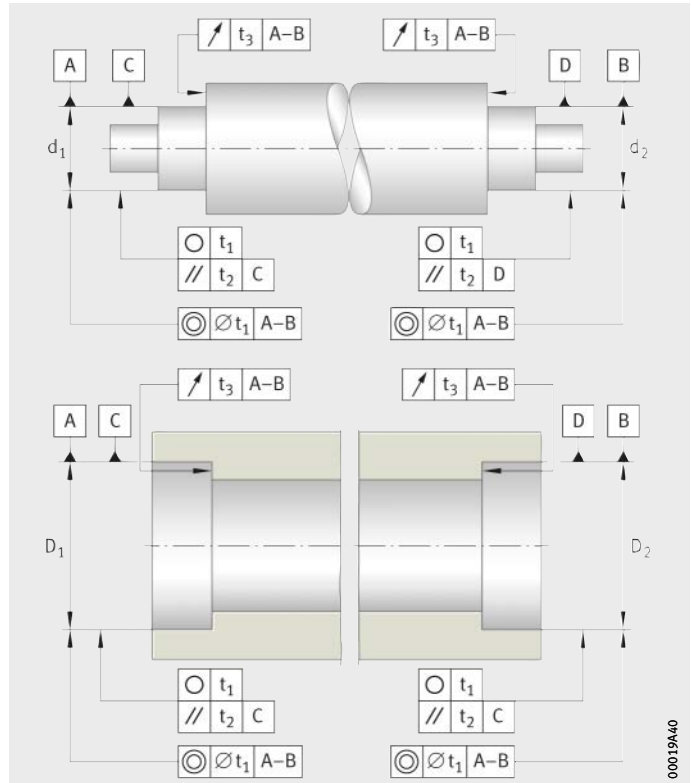 ↗ t3 A–B ↗ t3 A–B
A C D B
d1 d2
○ t1 ○ t1
// t2 C // t2 D
◎ ∅t1 A–B ◎ ∅t1 A–B
↗ t3 A–B ↗ t3 A–B
A C D B
D1 D2
○ t1 ○ t1
// t2 C // t2 C
◎ ∅t1 A–B ◎ ∅t1 A–B
00019A40